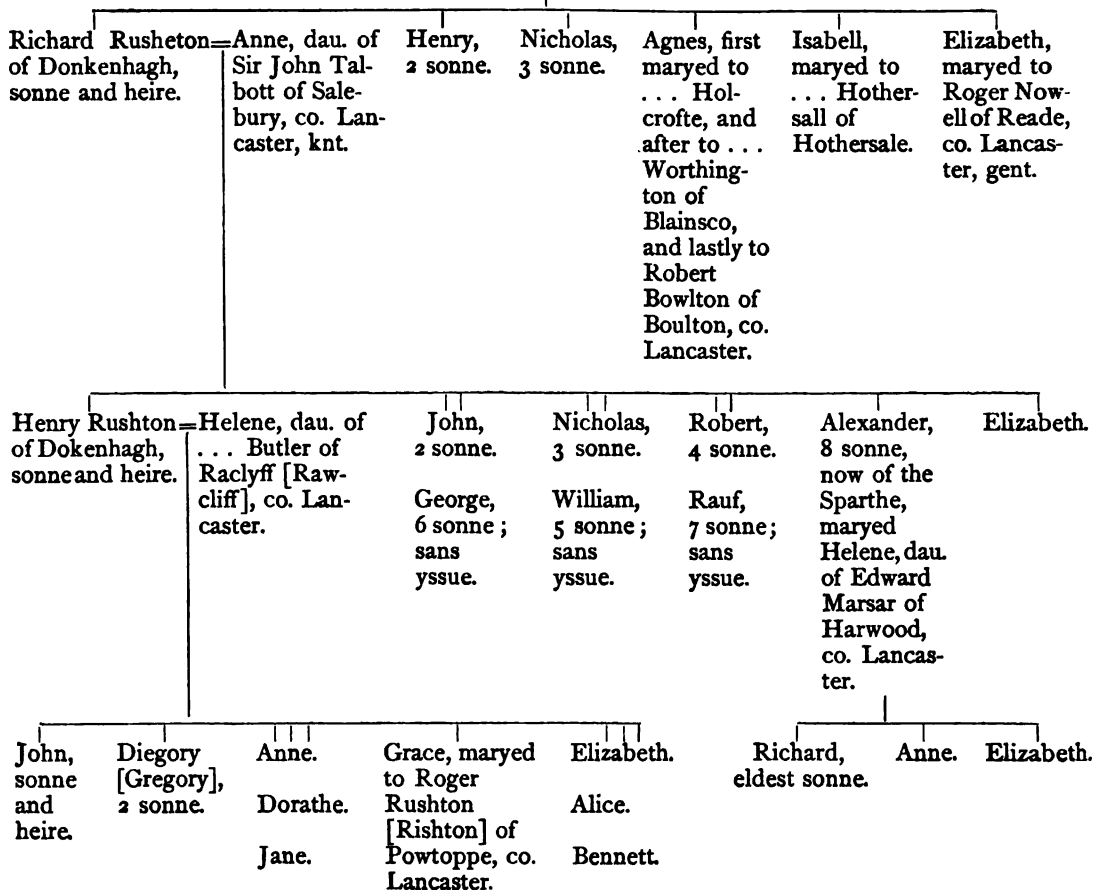 Richard Rusheton=
of Donkenhagh,
sonne and heire.
Anne, dau. of
Sir John Tal-
bott of Sale-
bury, co. Lan-
caster, knt.
Henry,
2 sonne.
Nicholas,
3 sonne.
Agnes, first
maryed to
... Hol-
crofte, and
after to ...
Worthing-
ton of
Blainsco,
and lastly to
Robert
Bowlton of
Boulton, co.
Lancaster.
Isabell,
maryed to
... Hother-
sall of
Hothersale.
Elizabeth,
maryed to
Roger Now-
ell of Reade,
co. Lancas-
ter, gent.
Henry Rushton=
of Dokenhagh,
sonne and heire.
Helene, dau. of
... Butler of
Raclyff [Raw-
cliff], co. Lan-
caster.
John,
2 sonne.
George,
6 sonne;
sans
yssue.
Nicholas,
3 sonne.
William,
5 sonne;
sans
yssue.
Robert,
4 sonne.
Rauf,
7 sonne;
sans
yssue.
Alexander,
8 sonne,
now of the
Sparthe,
maryed
Helene, dau.
of Edward
Marsar of
Harwood,
co. Lancas-
ter.
Elizabeth.
John,
sonne
and
heire.
Diegory
[Gregory],
2 sonne.
Anne.
Dorathe.
Jane.
Grace, maryed
to Roger
Rushton
[Rishton] of
Powtoppe, co.
Lancaster.
Elizabeth.
Alice.
Bennett.
Richard,
eldest sonne.
Anne.
Elizabeth.